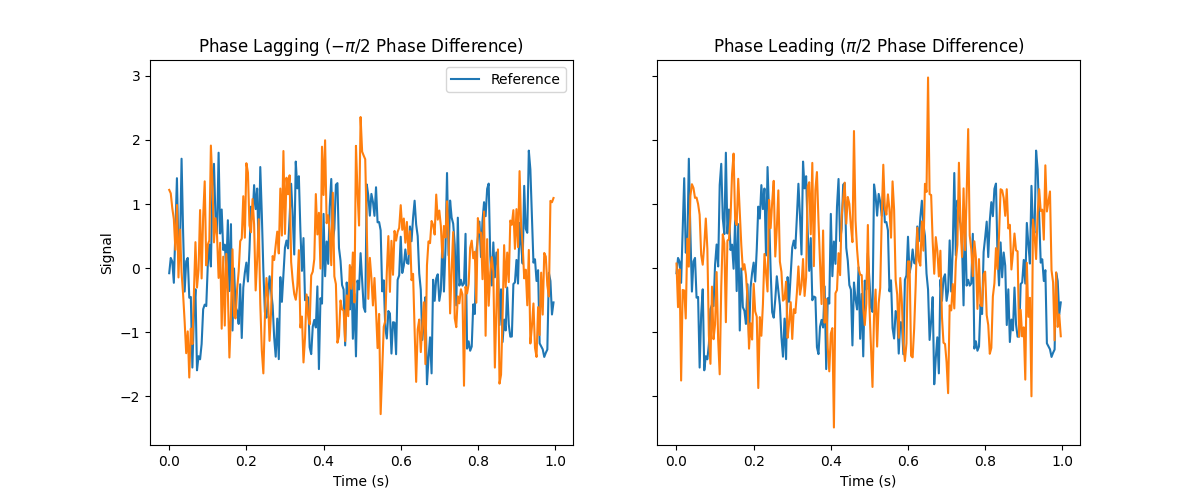 Phase Lagging (−π/2 Phase Difference)
Reference
3
2
1
0
−1
−2
Signal
0.0 0.2 0.4 0.6 0.8 1.0
Time (s)
Phase Leading (π/2 Phase Difference)
0.0 0.2 0.4 0.6 0.8 1.0
Time (s)